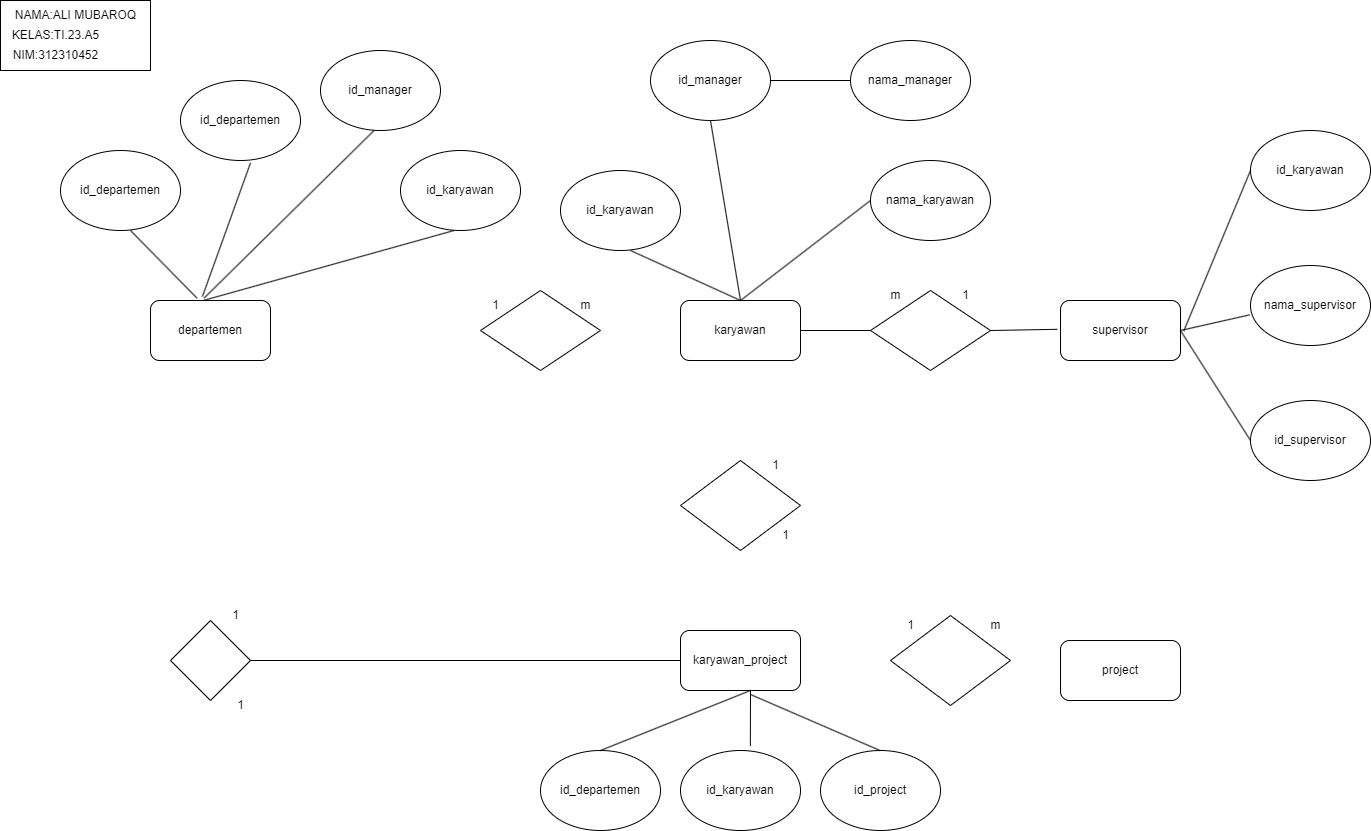 NAMA:ALI MUBAROQ
KELAS:TI.23.A5
NIM:312310452
id_manager
id_departemen
id_departemen
id_karyawan
id_manager
nama_manager
id_karyawan
nama_karyawan
id_karyawan
nama_supervisor
id_supervisor
1
m
m
1
departemen
karyawan
supervisor
1
1
1
1
karyawan_project
1
m
project
id_departemen
id_karyawan
id_project